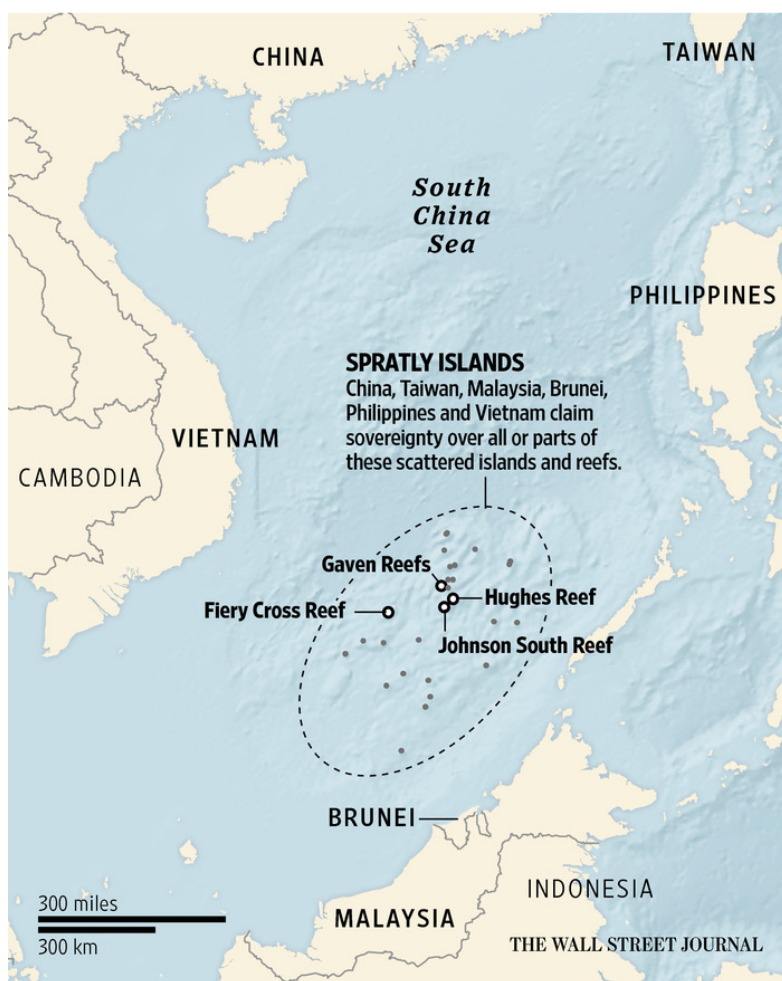 CHINA
TAIWAN
South
China
Sea
PHILIPPINES
SPRATLY ISLANDS
China, Taiwan, Malaysia, Brunei,
Philippines and Vietnam claim
sovereignty over all or parts of
these scattered islands and reefs.
VIETNAM
CAMBODIA
Gaven Reefs
Hughes Reef
Fiery Cross Reef
Johnson South Reef
BRUNEI
INDONESIA
300 miles
MALAYSIA
300 km
THE WALL STREET JOURNAL